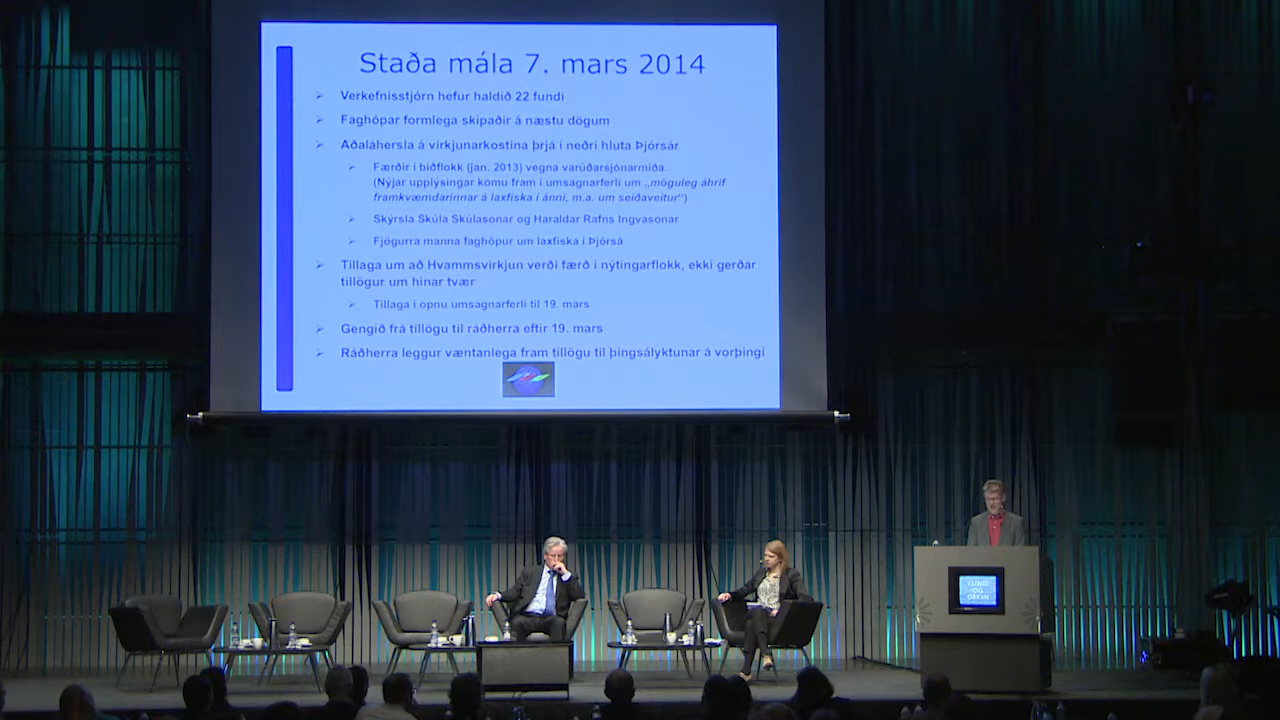 Staða mála 7. mars 2014
Verkefnisstjórn hefur haldið 22 fundi
Faghópar formlega skipaðir á næstu dögum
Aðaláhersla á virkjunarkostina þrjá í neðri hluta Þjórsár
Færðir í biðflokk (jan. 2013) vegna varúðarsjónarmiða.
(Nýjar upplýsingar komu fram í umsagnarferli um „möguleg áhrif
framkvæmdarinnar á laxfiska í ánni, m.a. um seiðaveitur“)
Skýrsla Skúla Skúlasonar og Haraldar Rafns Ingvasonar
Fjögurra manna faghópur um laxfiska í Þjórsá
Tillaga um að Hvammsvirkjun verði færð í nýtingarflokk, ekki gerðar
tillögur um hinar tvær
Tillaga í opnu umsagnarferli til 19. mars
Gengið frá tillögu til ráðherra eftir 19. mars
Ráðherra leggur væntanlega fram tillögu til þingsályktunar á vorþingi
OG
ORKAN